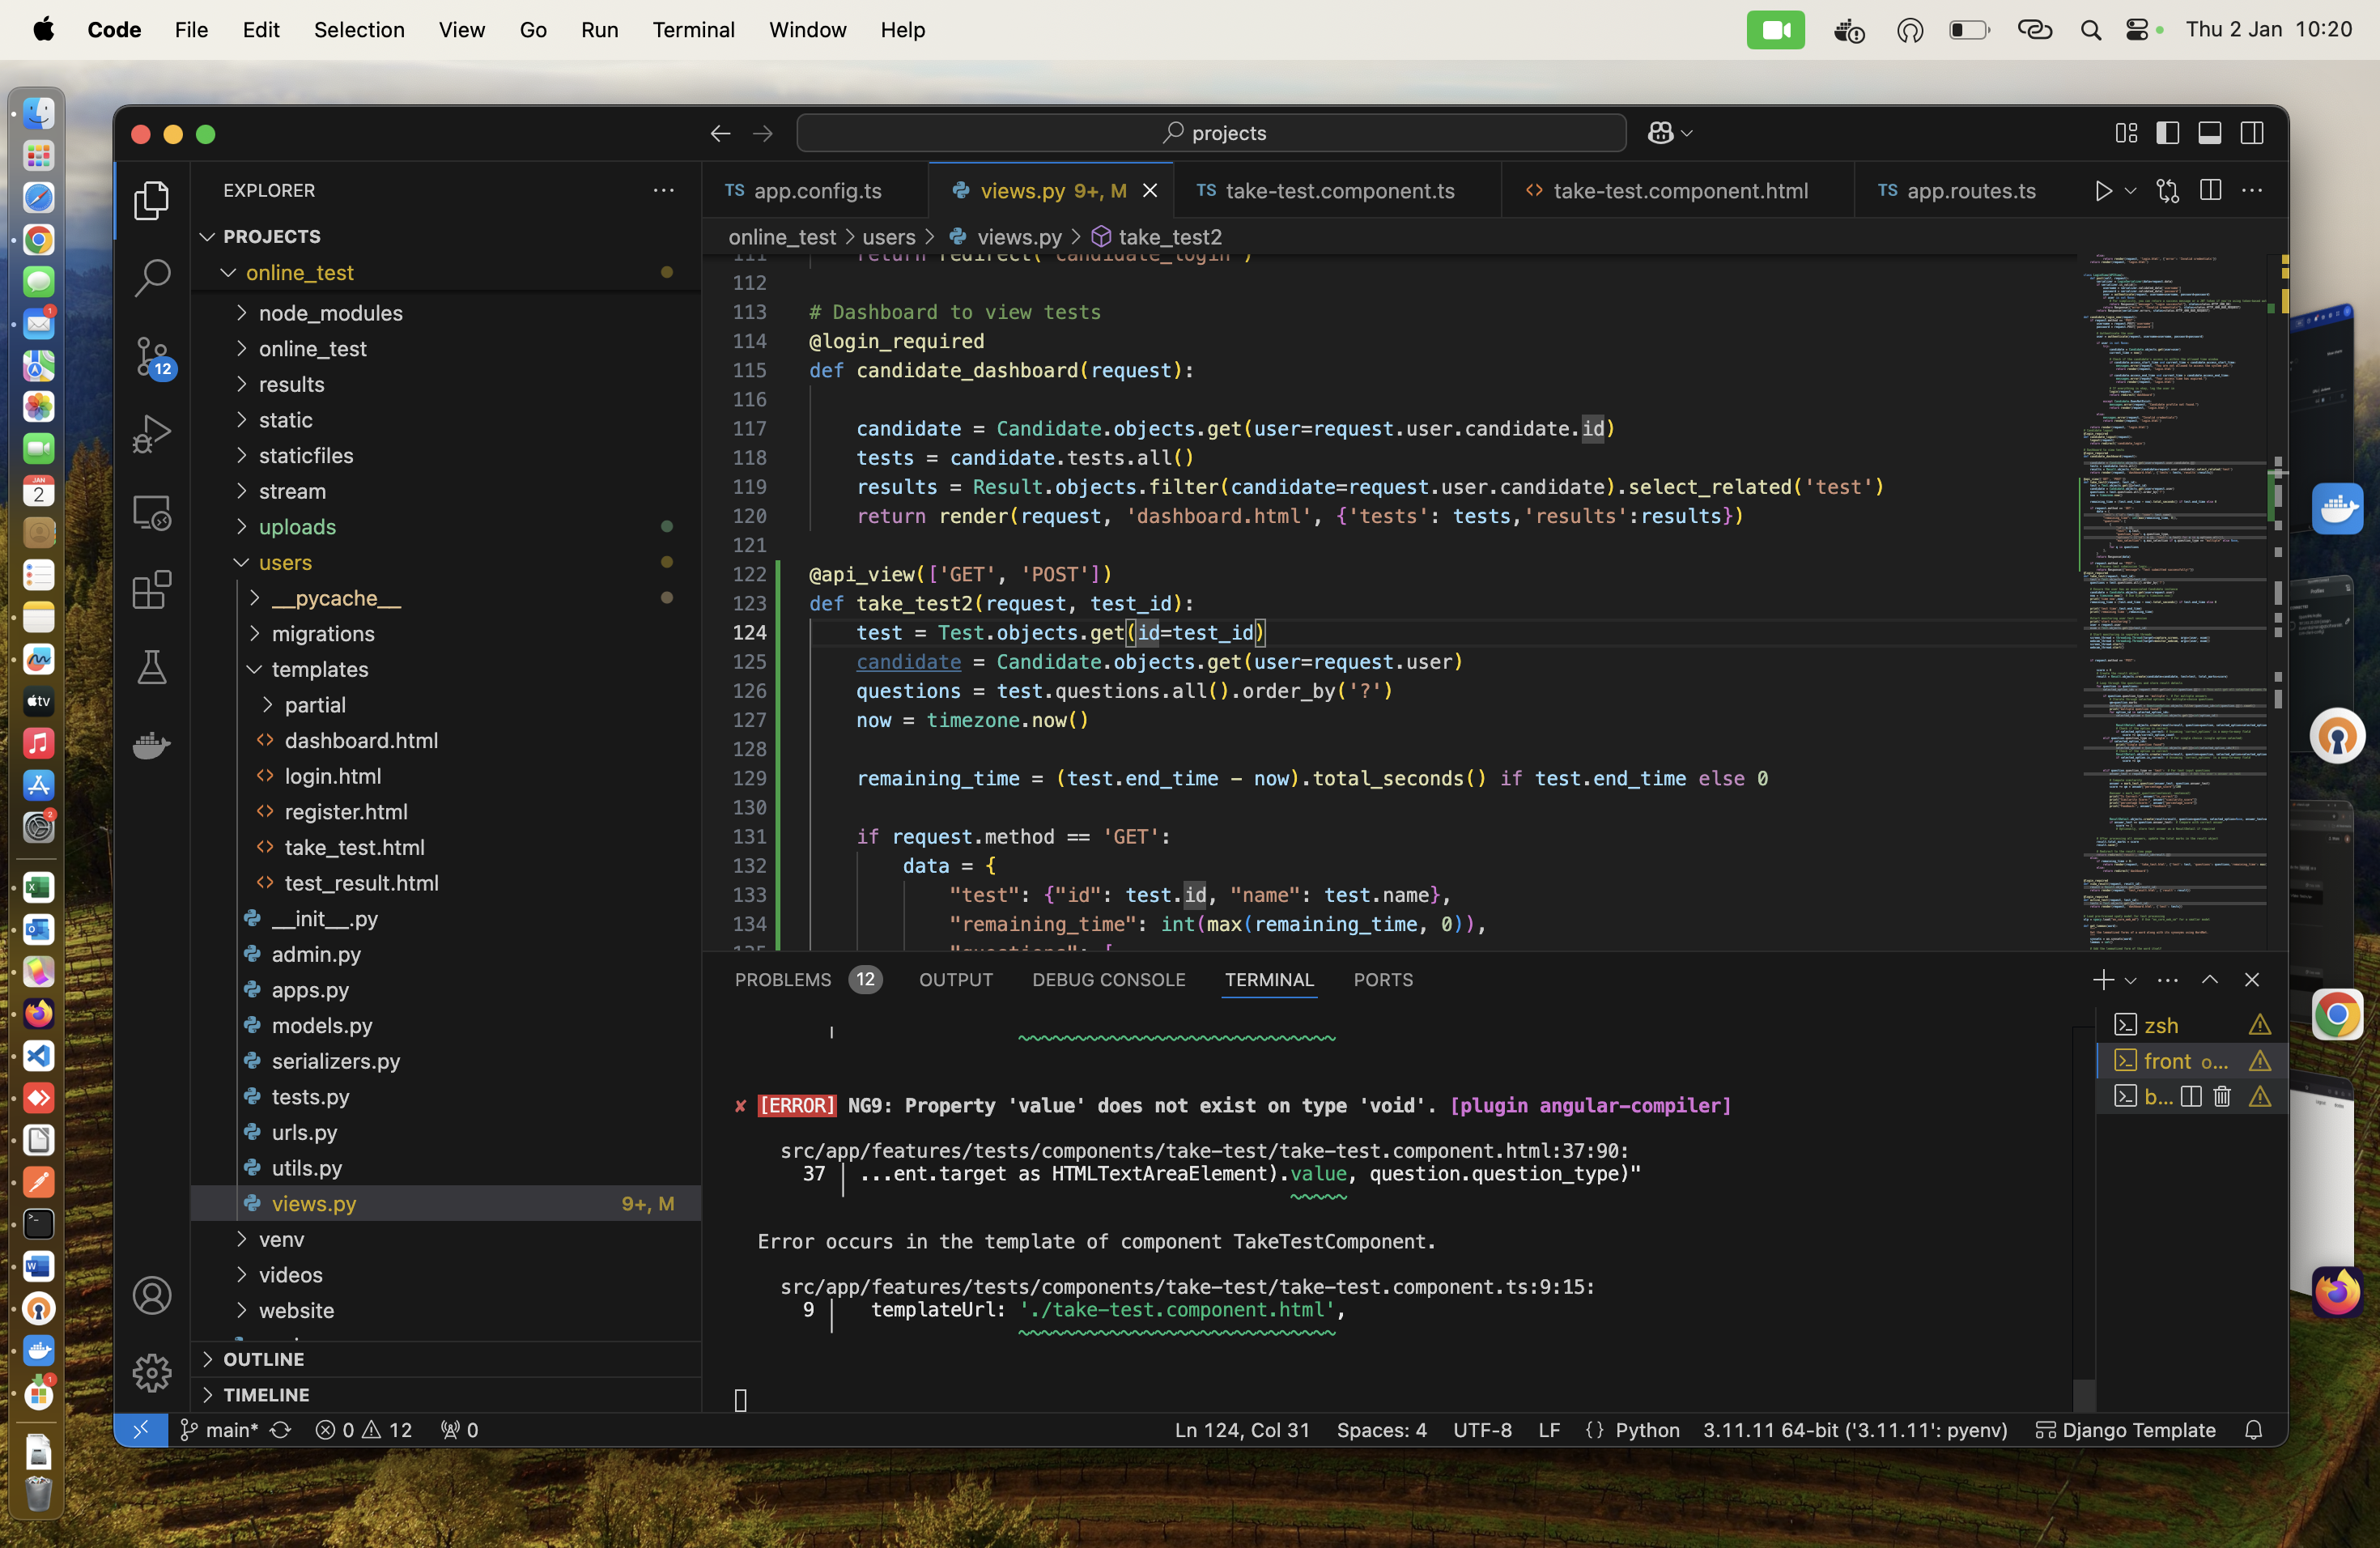 Code File Edit Selection View Go Run Terminal Window Help Thu 2 Jan 10:20
projects
EXPLORER
PROJECTS
online_test
node_modules
online_test
results
static
staticfiles
stream
uploads
users
__pycache__
migrations
templates
partial
dashboard.html
login.html
register.html
take_test.html
test_result.html
__init__.py
admin.py
apps.py
models.py
serializers.py
tests.py
urls.py
utils.py
views.py 9+, M
venv
videos
website
OUTLINE
TIMELINE
12
TS app.config.ts
views.py 9+, M
TS take-test.component.ts
take-test.component.html
TS app.routes.ts
online_test > users > views.py > take_test2
111 return redirect('candidate_login')
112
113 # Dashboard to view tests
114 @login_required
115 def candidate_dashboard(request):
116
117 candidate = Candidate.objects.get(user=request.user.candidate.id)
118 tests = candidate.tests.all()
119 results = Result.objects.filter(candidate=request.user.candidate).select_related('test')
120 return render(request, 'dashboard.html', {'tests': tests,'results':results})
121
122 @api_view(['GET', 'POST'])
123 def take_test2(request, test_id):
124 test = Test.objects.get(id=test_id)
125 candidate = Candidate.objects.get(user=request.user)
126 questions = test.questions.all().order_by('?')
127 now = timezone.now()
128
129 remaining_time = (test.end_time - now).total_seconds() if test.end_time else 0
130
131 if request.method == 'GET':
132 data = {
133 "test": {"id": test.id, "name": test.name},
134 "remaining_time": int(max(remaining_time, 0)),
135 "questions": [
PROBLEMS 12 OUTPUT DEBUG CONSOLE TERMINAL PORTS
✘ [ERROR] NG9: Property 'value' does not exist on type 'void'. [plugin angular-compiler]
src/app/features/tests/components/take-test/take-test.component.html:37:90:
37 │ ...ent.target as HTMLTextAreaElement).value, question.question_type)"
Error occurs in the template of component TakeTestComponent.
src/app/features/tests/components/take-test/take-test.component.ts:9:15:
9 │ templateUrl: './take-test.component.html',
zsh
front o...
b...
main* 0 12 0
Ln 124, Col 31 Spaces: 4 UTF-8 LF {} Python 3.11.11 64-bit ('3.11.11': pyenv) Django Template
JAN
2
tv
1
2
1